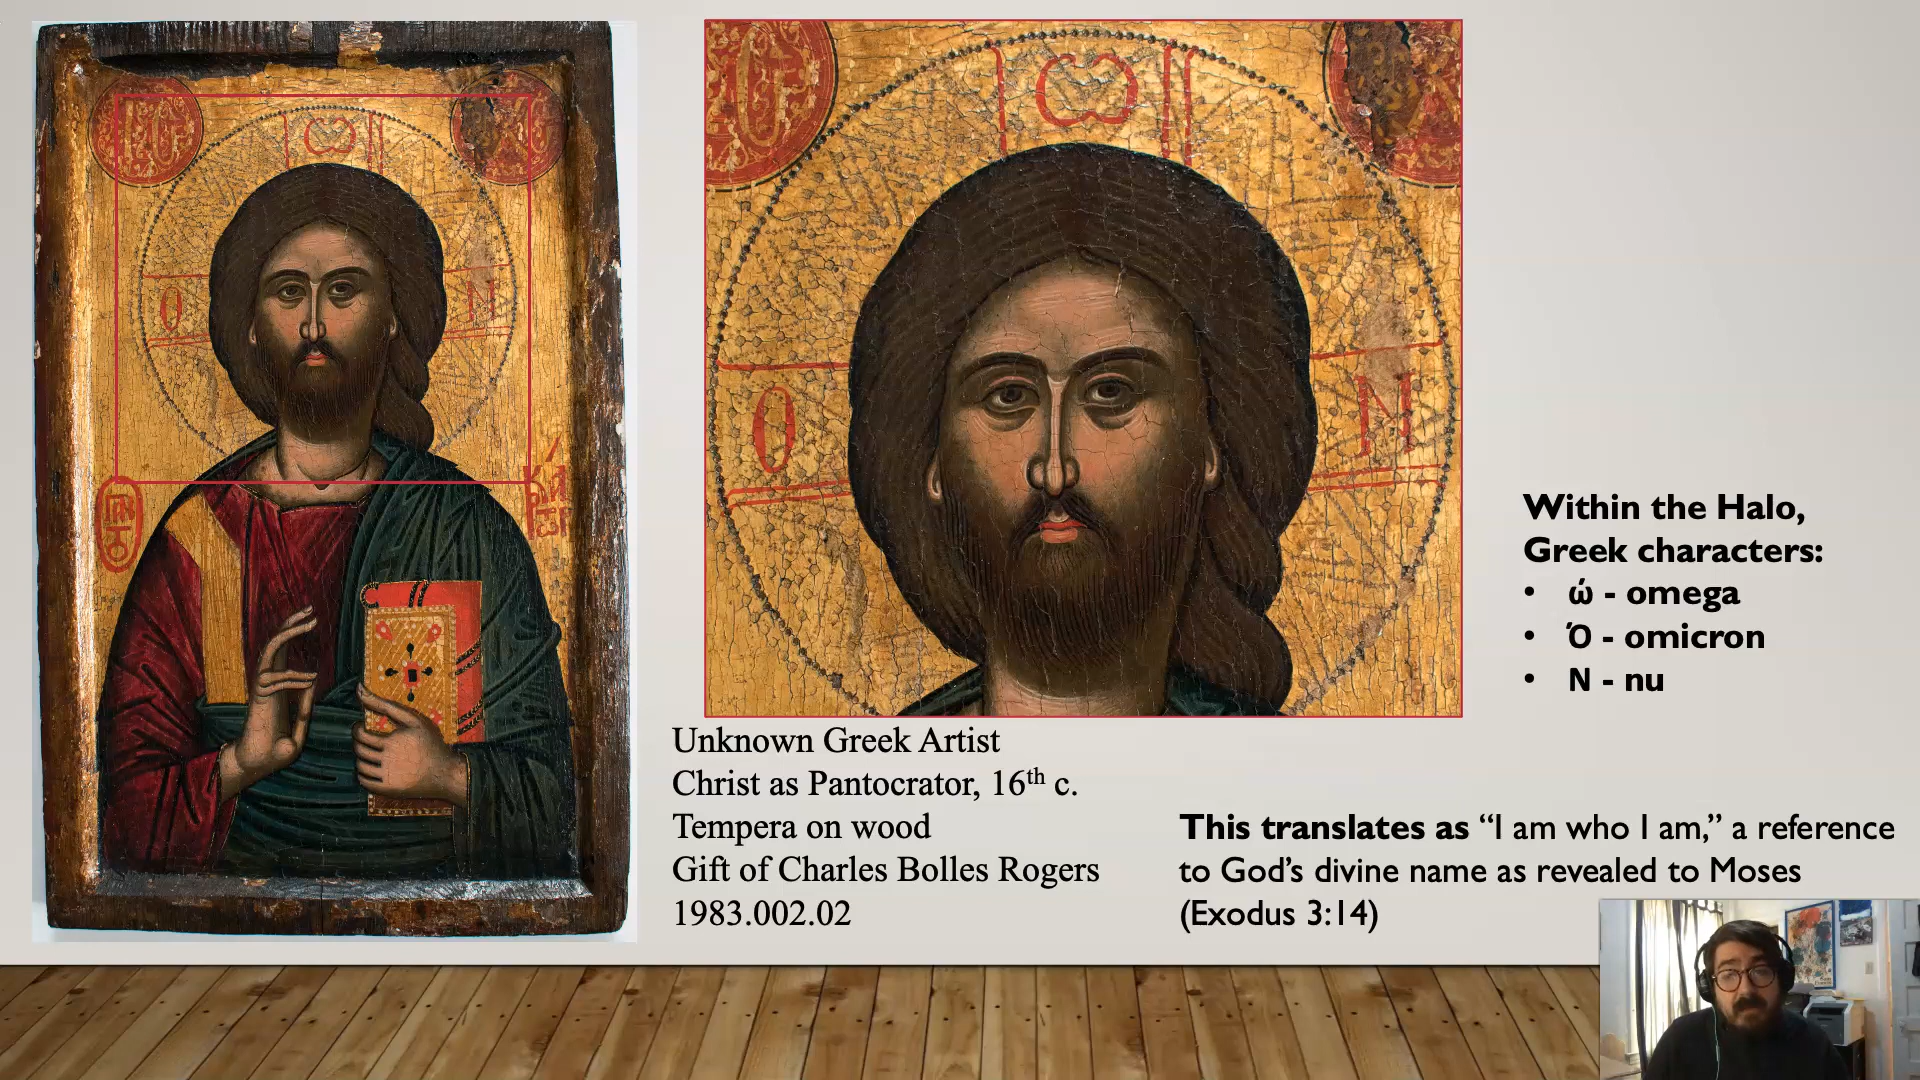 ω
Ο Ν
Within the Halo,
Greek characters:
• ώ - omega
• Ό - omicron
• N - nu
Unknown Greek Artist
Christ as Pantocrator, 16th c.
Tempera on wood
Gift of Charles Bolles Rogers
1983.002.02
This translates as “I am who I am,” a reference
to God’s divine name as revealed to Moses
(Exodus 3:14)